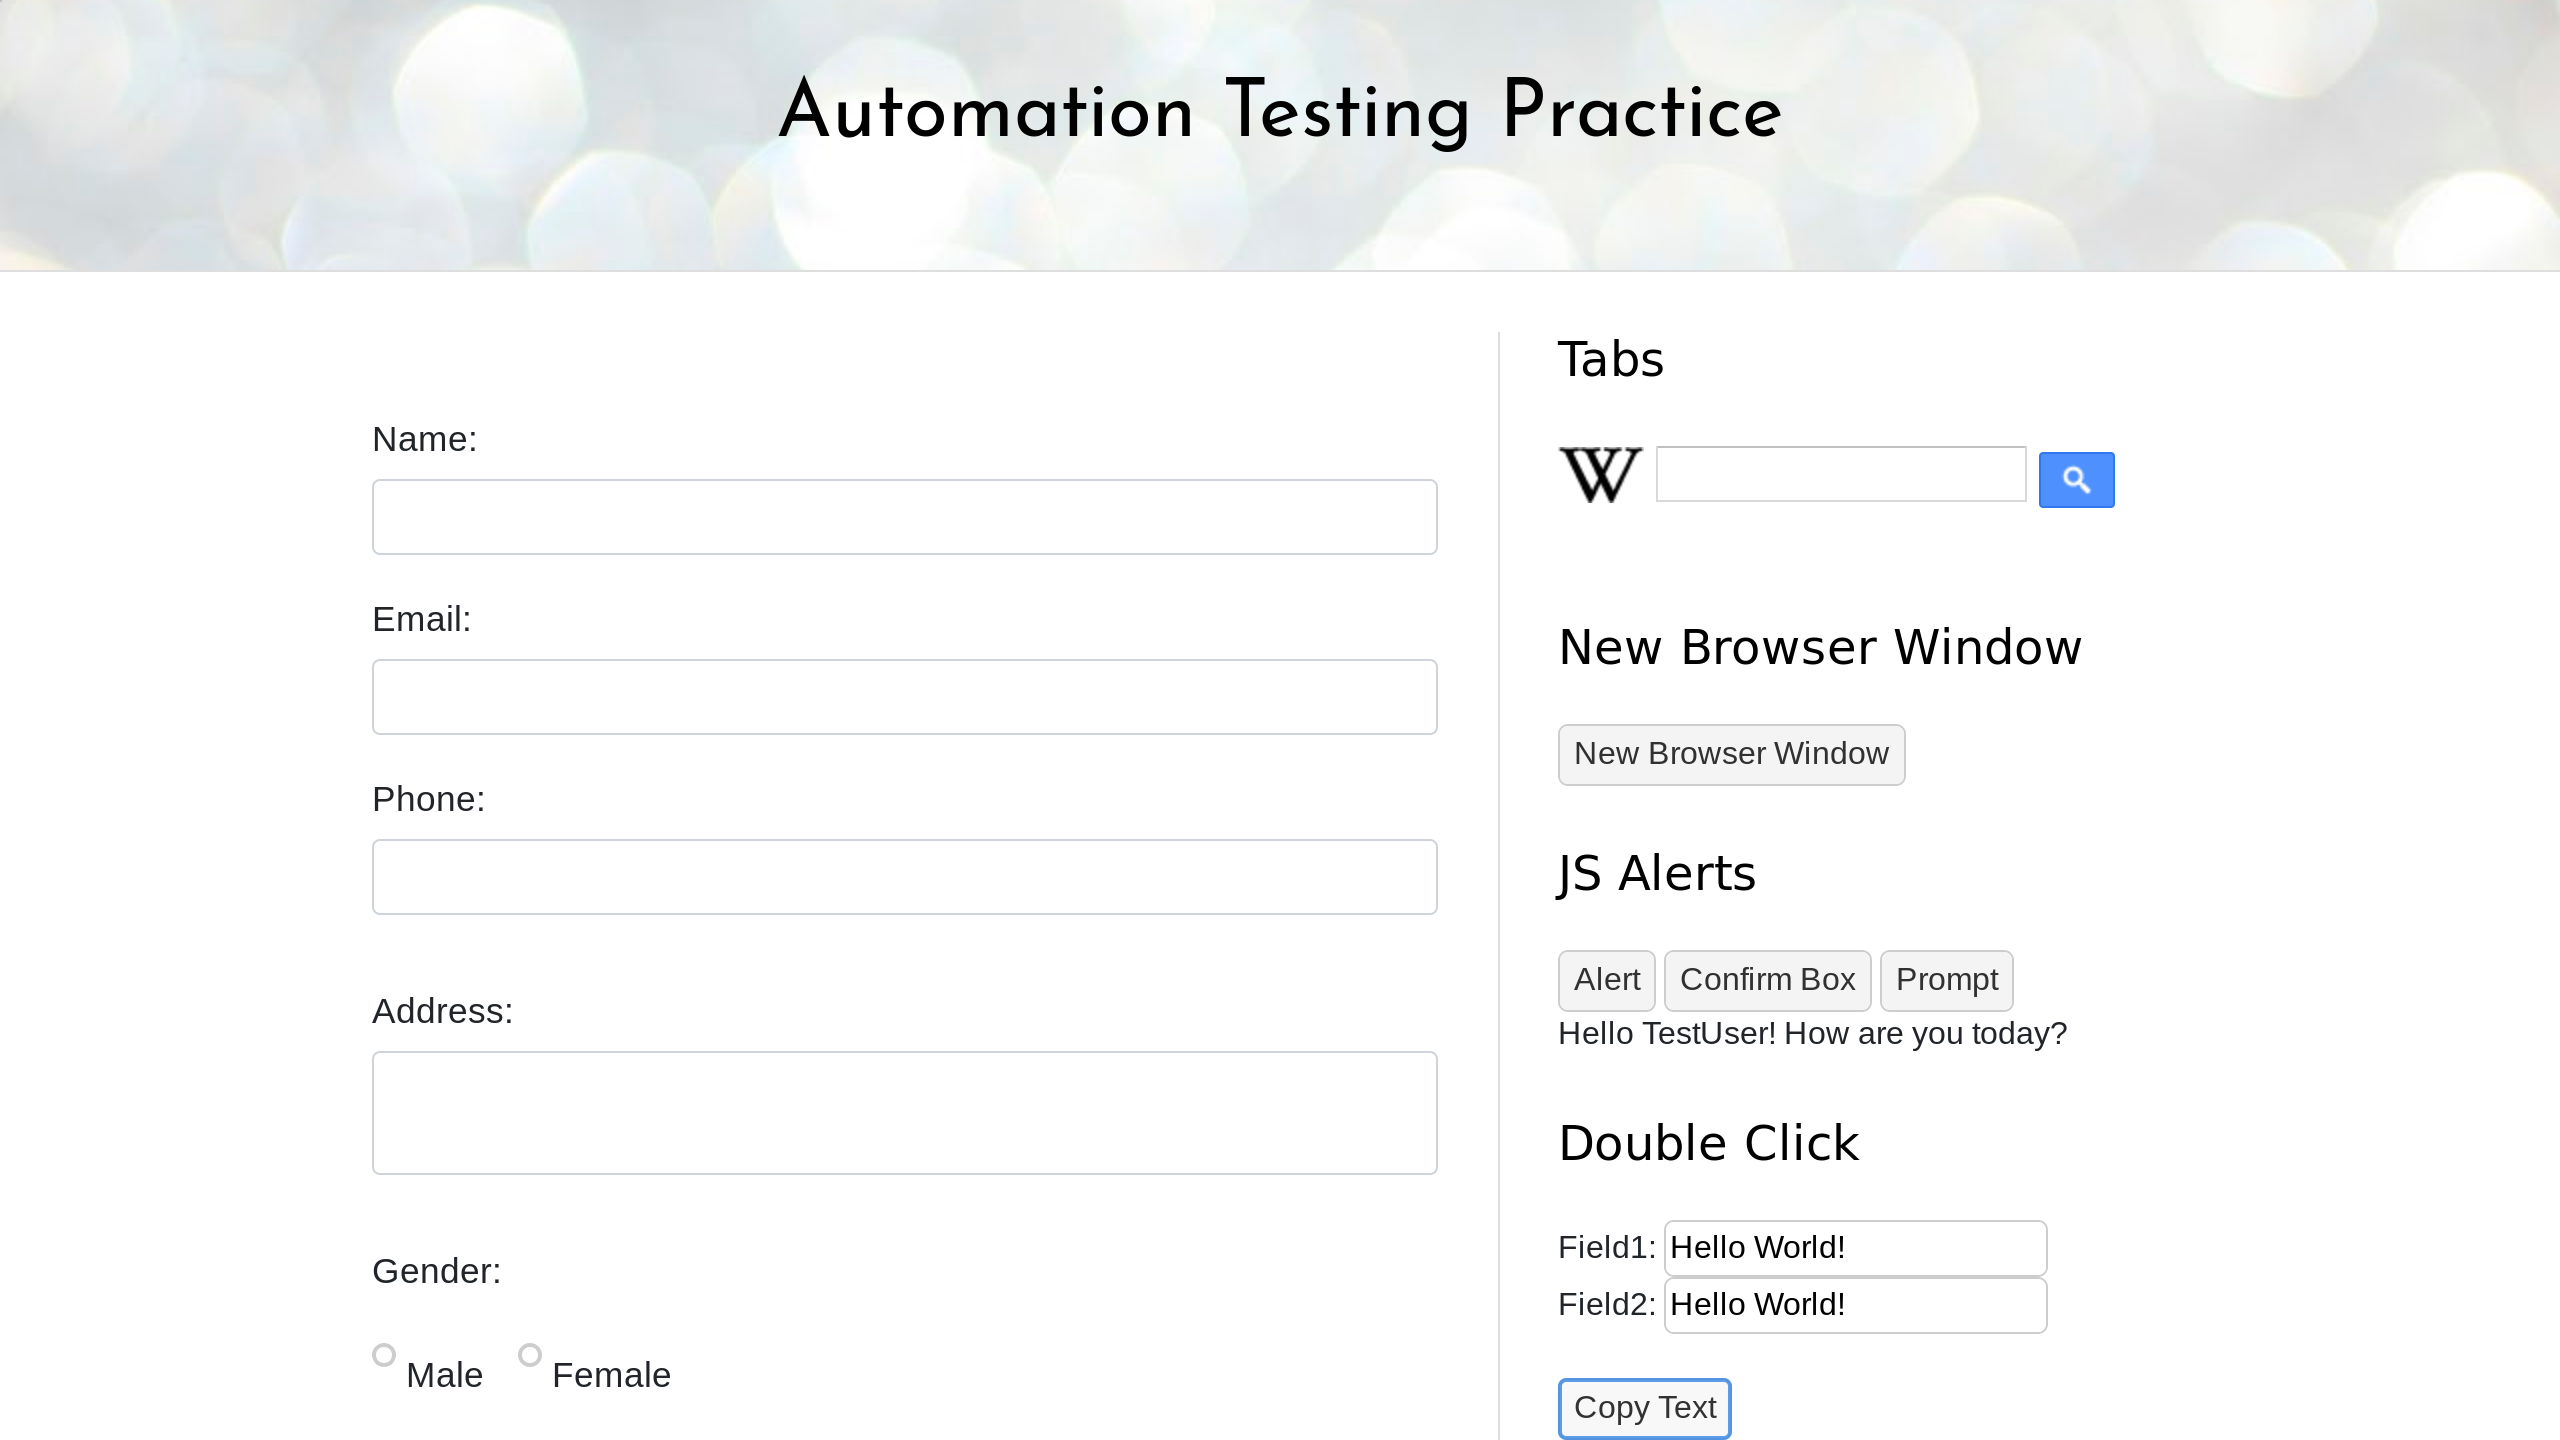 Automation Testing Practice
Name:
Email:
Phone:
Address:
Gender:
Male Female
Tabs
W
New Browser Window
New Browser Window
JS Alerts
Alert Confirm Box Prompt
Hello TestUser! How are you today?
Double Click
Field1: Hello World!
Field2: Hello World!
Copy Text